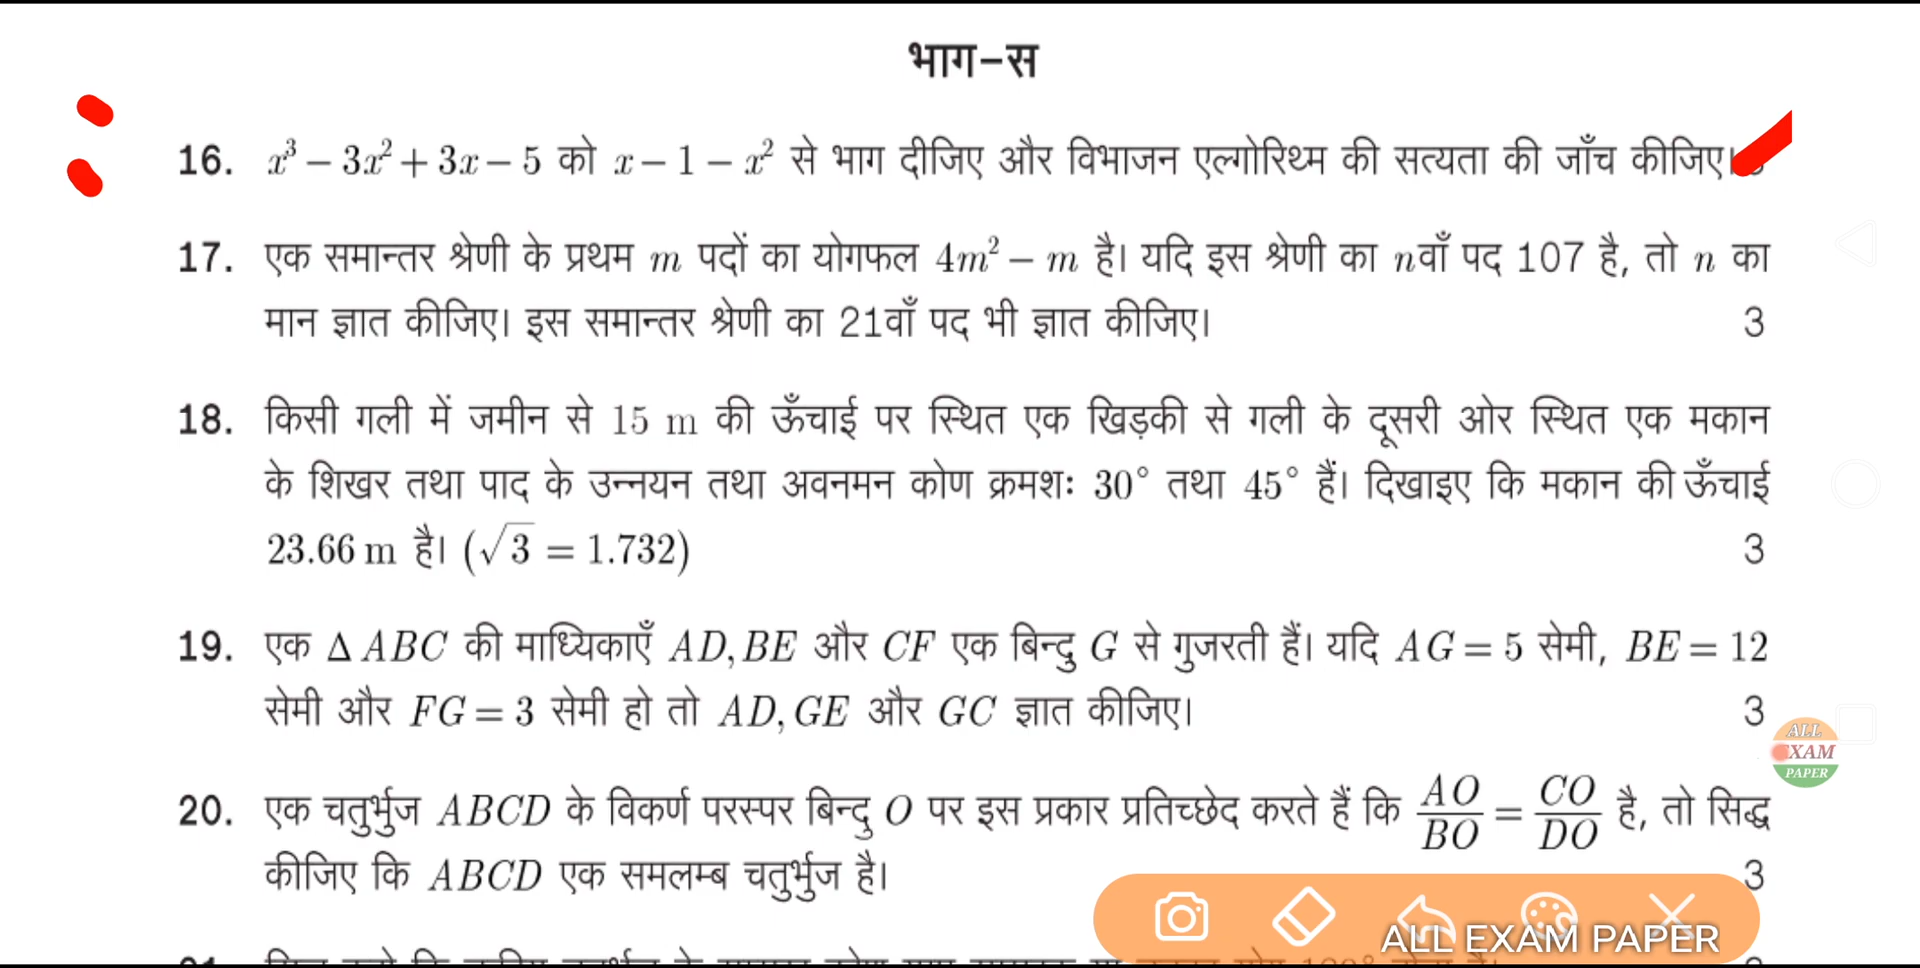 भाग-स
16. x³ − 3x² + 3x − 5 को x − 1 − x² से भाग दीजिए और विभाजन एल्गोरिथ्म की सत्यता की जाँच कीजिए।
17. एक समान्तर श्रेणी के प्रथम m पदों का योगफल 4m² − m है। यदि इस श्रेणी का nवाँ पद 107 है, तो n का
मान ज्ञात कीजिए। इस समान्तर श्रेणी का 21वाँ पद भी ज्ञात कीजिए। 3
18. किसी गली में जमीन से 15 m की ऊँचाई पर स्थित एक खिड़की से गली के दूसरी ओर स्थित एक मकान
के शिखर तथा पाद के उन्नयन तथा अवनमन कोण क्रमशः 30° तथा 45° हैं। दिखाइए कि मकान की ऊँचाई
23.66 m है। (√3 = 1.732) 3
19. एक Δ ABC की माध्यिकाएँ AD, BE और CF एक बिन्दु G से गुजरती हैं। यदि AG = 5 सेमी, BE = 12
सेमी और FG = 3 सेमी हो तो AD, GE और GC ज्ञात कीजिए। 3
ALL EXAM PAPER
20. एक चतुर्भुज ABCD के विकर्ण परस्पर बिन्दु O पर इस प्रकार प्रतिच्छेद करते हैं कि AO/BO = CO/DO है, तो सिद्ध
कीजिए कि ABCD एक समलम्ब चतुर्भुज है। 3
ALL EXAM PAPER